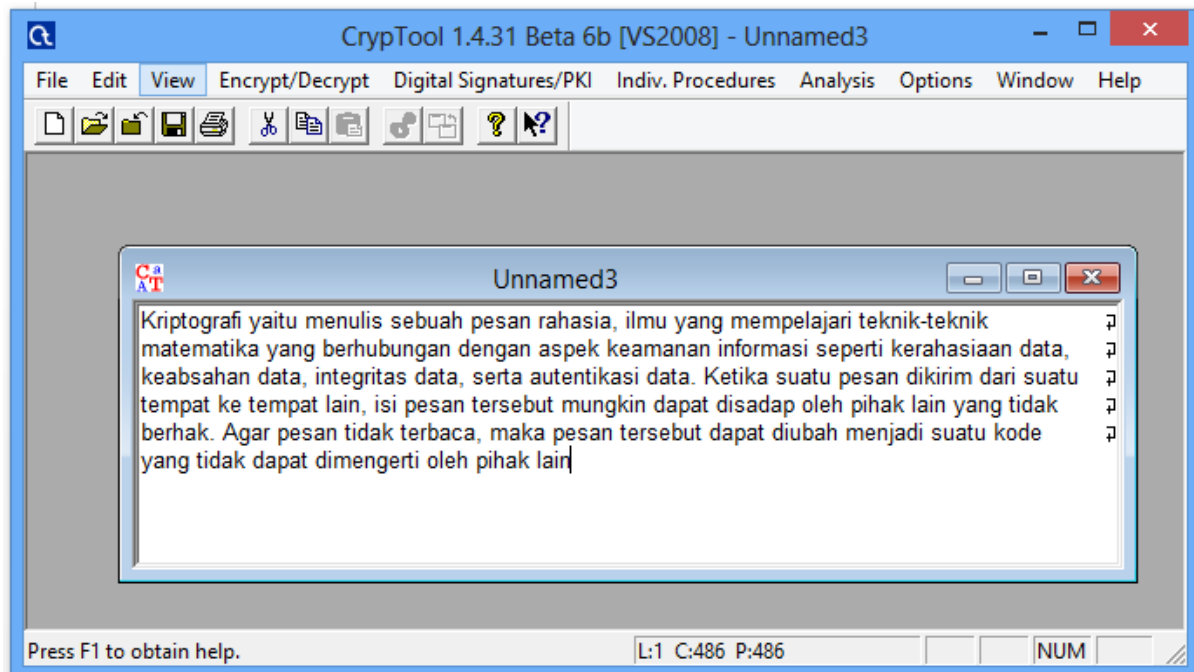 CrypTool 1.4.31 Beta 6b [VS2008] - Unnamed3
File Edit View Encrypt/Decrypt Digital Signatures/PKI Indiv. Procedures Analysis Options Window Help
Unnamed3
Kriptografi yaitu menulis sebuah pesan rahasia, ilmu yang mempelajari teknik-teknik
matematika yang berhubungan dengan aspek keamanan informasi seperti kerahasiaan data,
keabsahan data, integritas data, serta autentikasi data. Ketika suatu pesan dikirim dari suatu
tempat ke tempat lain, isi pesan tersebut mungkin dapat disadap oleh pihak lain yang tidak
berhak. Agar pesan tidak terbaca, maka pesan tersebut dapat diubah menjadi suatu kode
yang tidak dapat dimengerti oleh pihak lain
Press F1 to obtain help. L:1 C:486 P:486 NUM